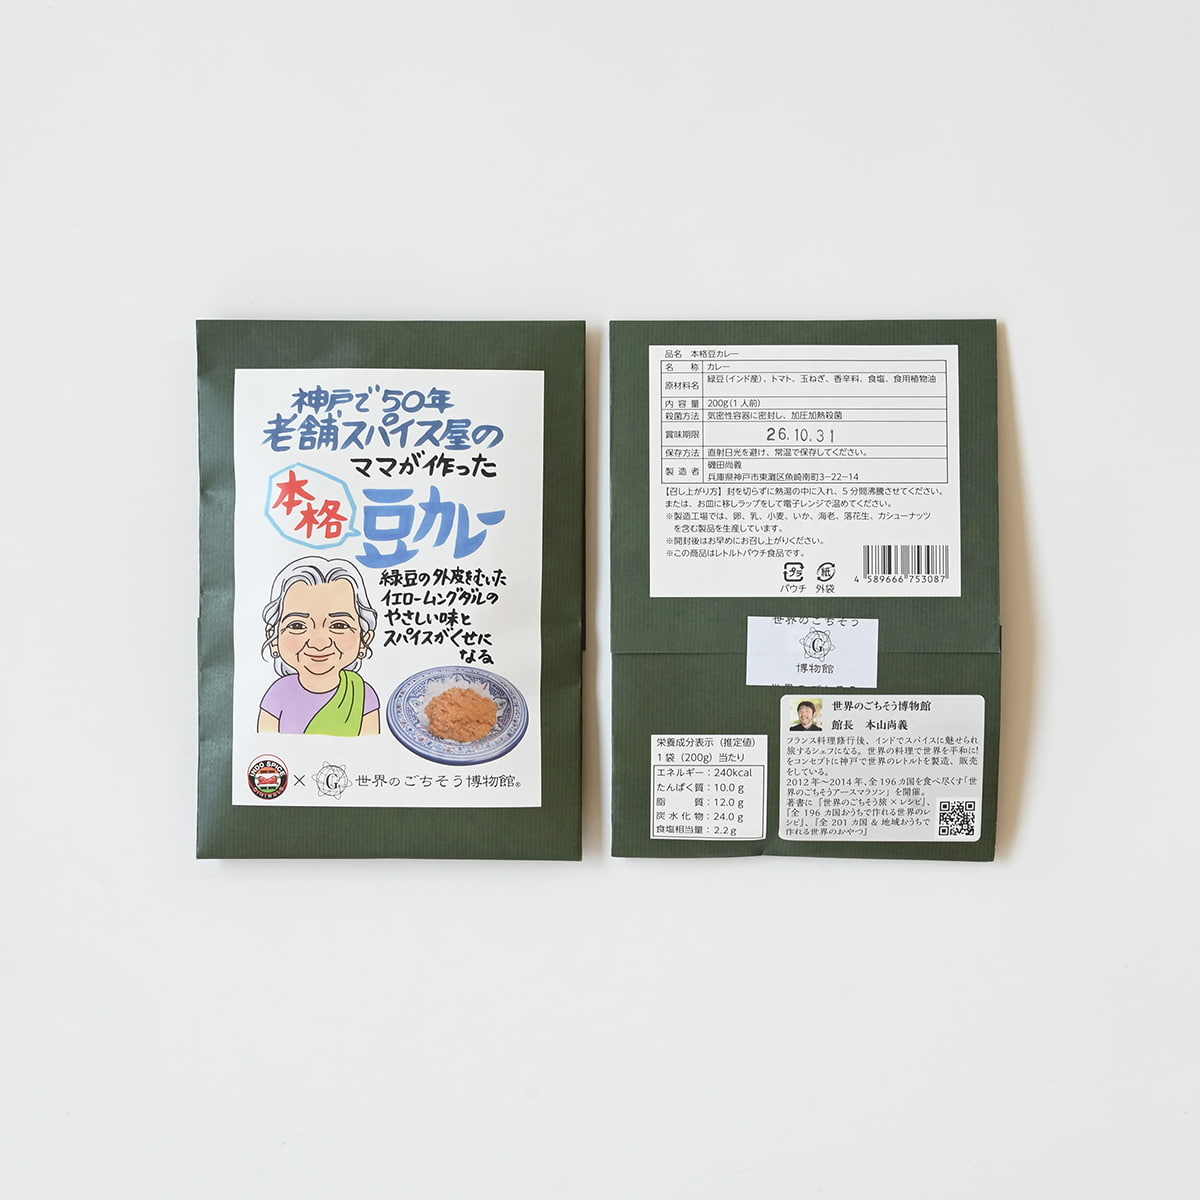 神戸で50年
老舗スパイス屋の
ママが作った
本格
豆カレー
緑豆の外皮をむいた
イエロームングダルの
やさしい味と
スパイスがくせに
なる
INDO SPICE
× G 世界のごちそう博物館®
品名 本格豆カレー
名称 カレー
原材料名 緑豆(インド産)、トマト、玉ねぎ、香辛料、食塩、食用植物油
内容量 200g(1人前)
殺菌方法 気密性容器に密封し、加圧加熱殺菌
賞味期限 26.10.31
保存方法 直射日光を避け、常温で保存してください。
製造者 磯田尚義
兵庫県神戸市東灘区魚崎南町3-22-14
【召し上がり方】封を切らずに熱湯の中に入れ、5分間沸騰させてください。
または、お皿に移しラップをして電子レンジで温めてください。
※製造工場では、卵、乳、小麦、いか、海老、落花生、カシューナッツ
を含む製品を生産しています。
※開封後はお早めにお召し上がりください。
※この商品はレトルトパウチ食品です。
プラ 紙
パウチ 外袋
4 589666 753087
世界のごちそう
G
博物館
栄養成分表示(推定値)
1袋(200g)当たり
エネルギー:240kcal
たんぱく質:10.0g
脂質:12.0g
炭水化物:24.0g
食塩相当量:2.2g
世界のごちそう博物館
館長 本山尚義
フランス料理修行後、インドでスパイスに魅せられ
旅するシェフになる。世界の料理で世界を平和に!
をコンセプトに神戸で世界のレトルトを製造、販売
をしている。
2012年〜2014年、全196カ国を食べ尽くす「世
界のごちそうアースマラソン」を開催。
著書に『世界のごちそう旅×レシピ』、
『全196カ国おうちで作れる世界のレ
シピ』、『全201カ国&地域おうちで
作れる世界のおやつ』